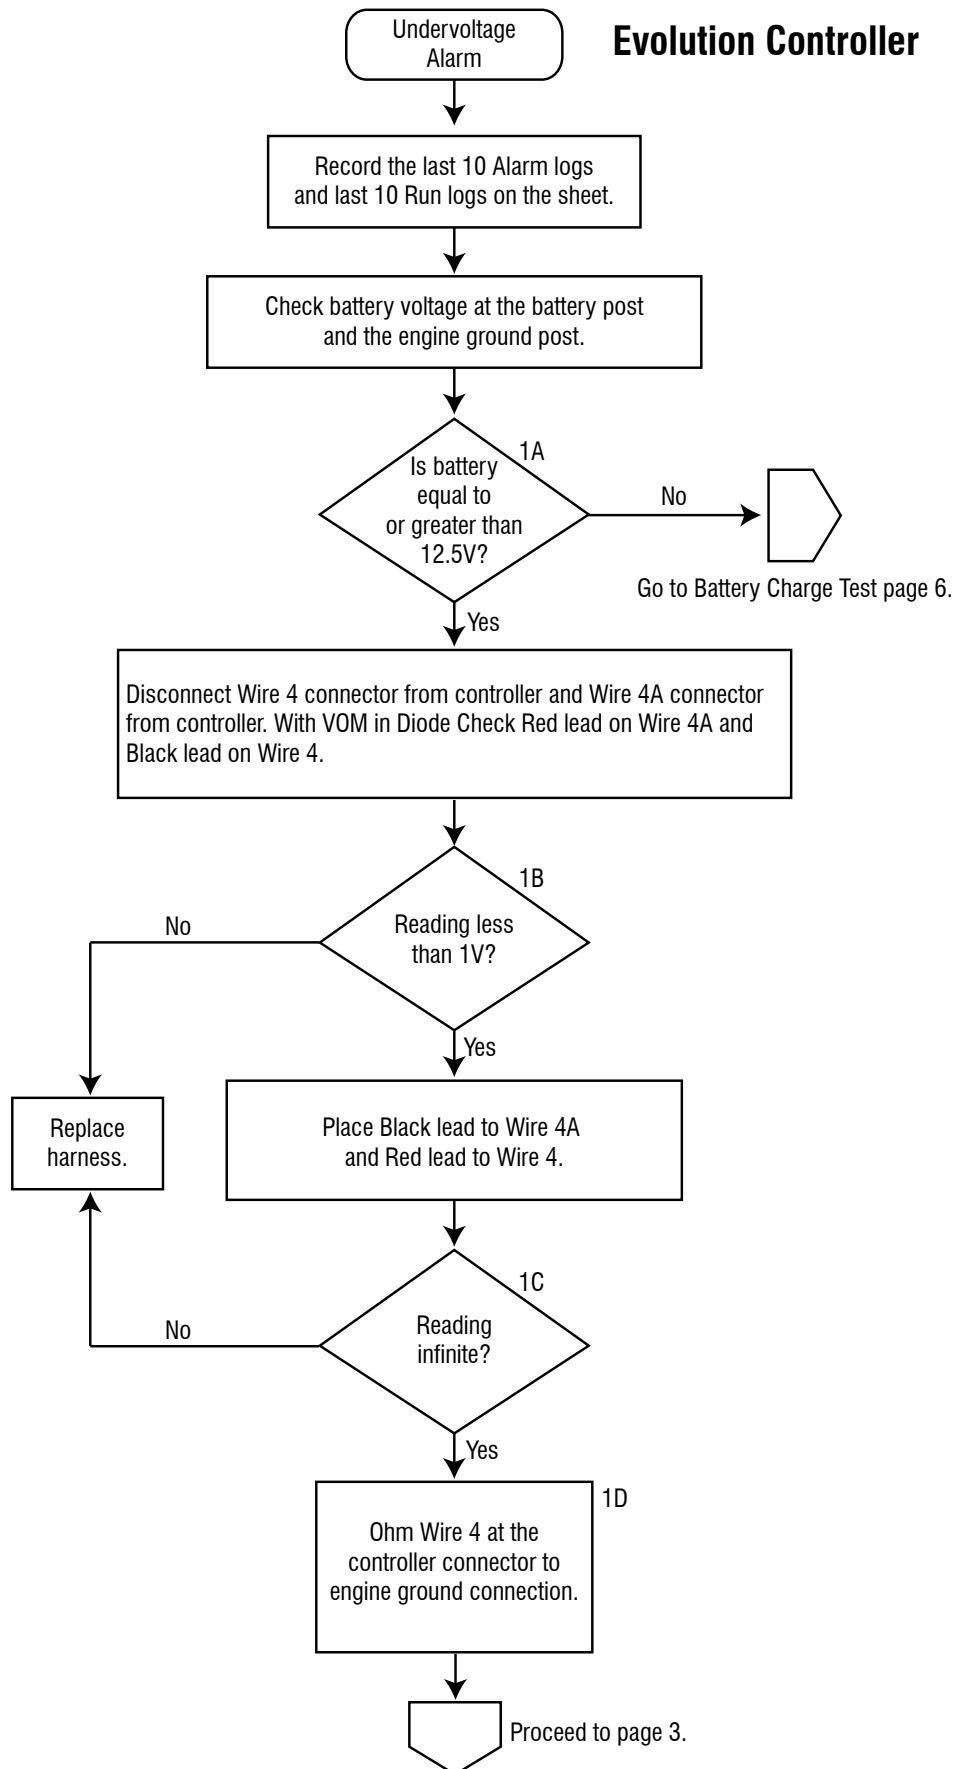 Undervoltage
Alarm
Evolution Controller
Record the last 10 Alarm logs
and last 10 Run logs on the sheet.
Check battery voltage at the battery post
and the engine ground post.
1A
Is battery
equal to
or greater than
12.5V?
No
Go to Battery Charge Test page 6.
Yes
Disconnect Wire 4 connector from controller and Wire 4A connector
from controller. With VOM in Diode Check Red lead on Wire 4A and
Black lead on Wire 4.
1B
Reading less
than 1V?
No
Yes
Replace
harness.
Place Black lead to Wire 4A
and Red lead to Wire 4.
1C
Reading
infinite?
No
Yes
1D
Ohm Wire 4 at the
controller connector to
engine ground connection.
Proceed to page 3.